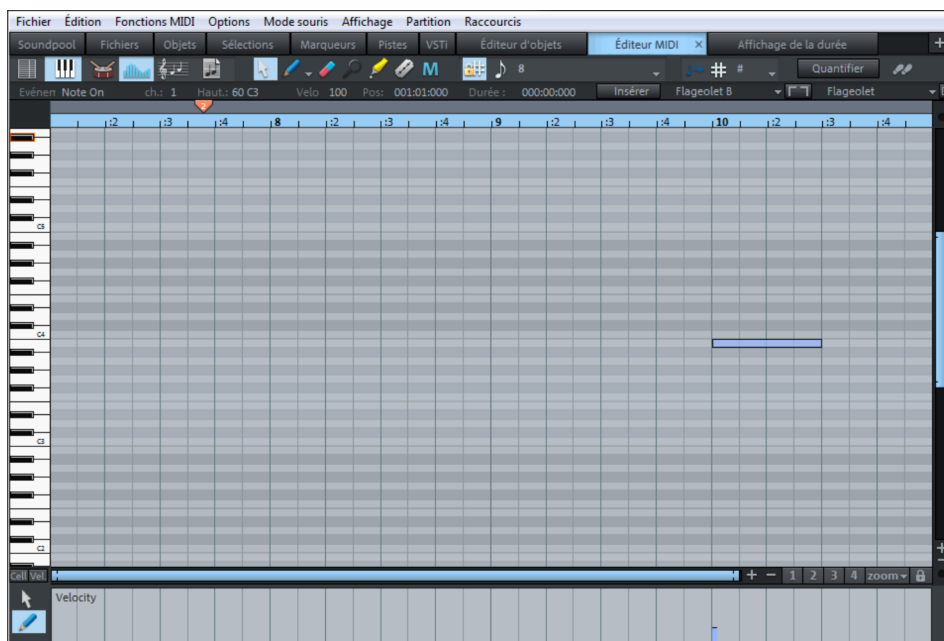 Fichier Édition Fonctions MIDI Options Mode souris Affichage Partition Raccourcis
Soundpool Fichiers Objets Sélections Marqueurs Pistes VSTi Éditeur d'objets Éditeur MIDI × Affichage de la durée +
M 8 # Quantifier
Événem Note On ch.: 1 Haut.: 60 C3 Velo 100 Pos: 001:01:000 Durée : 000:00:000 Insérer Flageolet B Flageolet
2
:2 :3 :4 8 :2 :3 :4 9 :2 :3 :4 10 :2 :3 :4
C5
C4
C3
C2
Cell Vel + − 1 2 3 4 zoom
Velocity